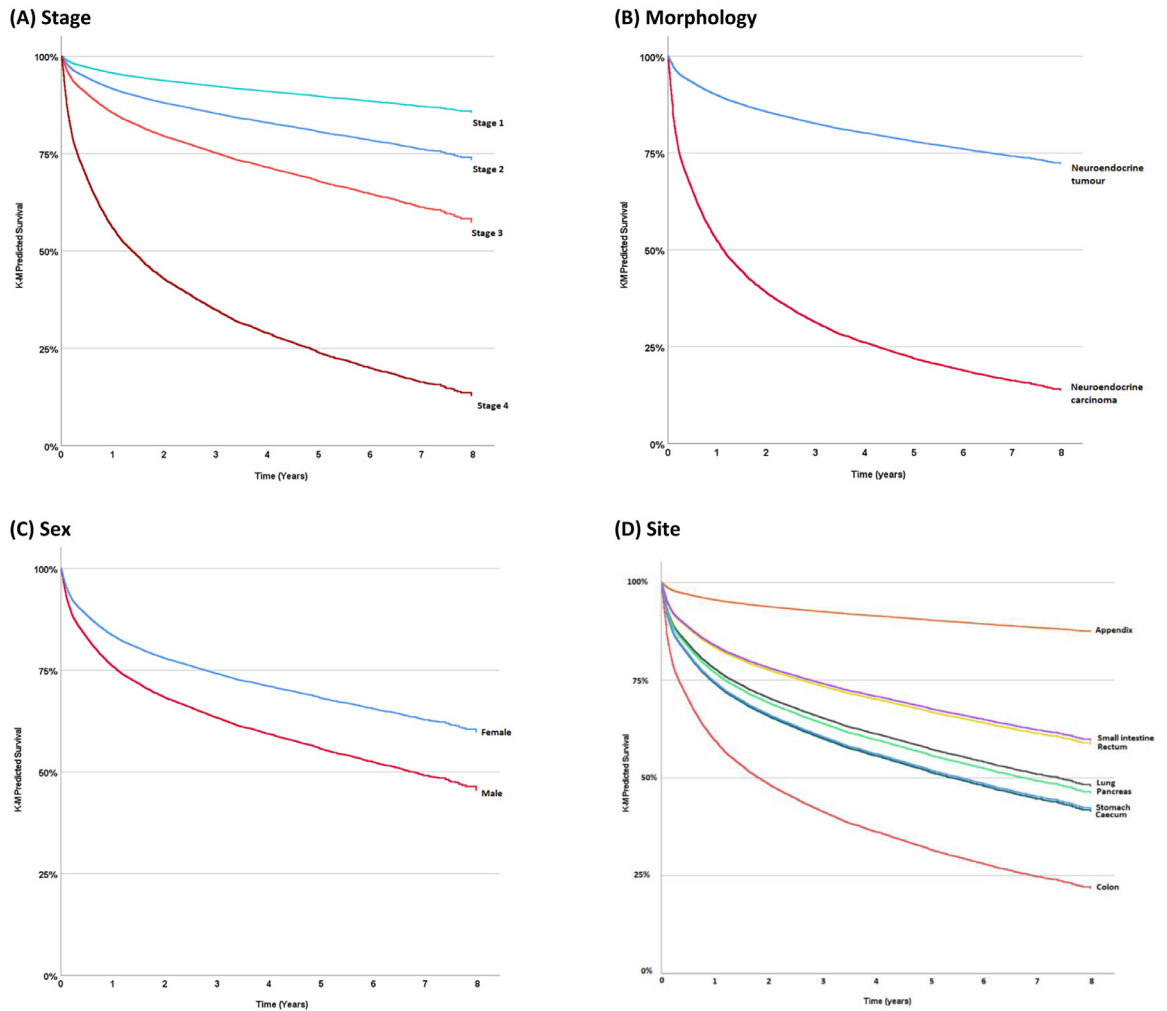 (A) Stage
100%
75%
50%
25%
0%
K-M Predicted Survival
Stage 1
Stage 2
Stage 3
Stage 4
0 1 2 3 4 5 6 7 8
Time (Years)
(B) Morphology
100%
75%
50%
25%
0%
KM Predicted Survival
Neuroendocrine
tumour
Neuroendocrine
carcinoma
0 1 2 3 4 5 6 7 8
Time (years)
(C) Sex
100%
75%
50%
25%
0%
K-M Predicted Survival
Female
Male
0 1 2 3 4 5 6 7 8
Time (Years)
(D) Site
100%
75%
50%
25%
0%
K-M Predicted Survival
Appendix
Small intestine
Rectum
Lung
Pancreas
Stomach
Caecum
Colon
0 1 2 3 4 5 6 7 8
Time (years)